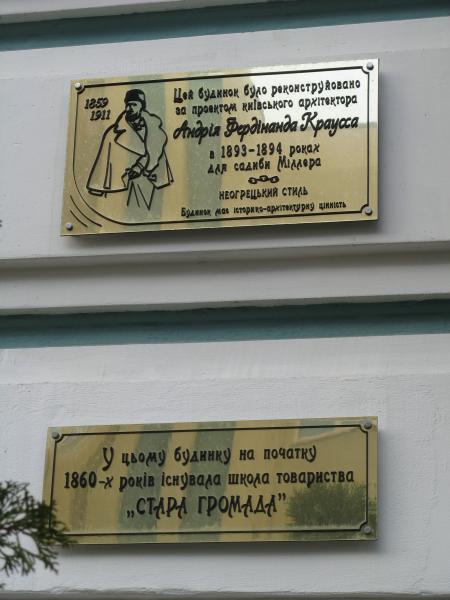 1859
1911
Цей будинок було реконструйовано
за проектом київського архітектора
Андрія Фердінанда Краусса
в 1893-1894 роках
для садиби Міллера
НЕОГРЕЦЬКИЙ СТИЛЬ
Будинок має історико-архітектурну цінність
У цьому будинку на початку
1860-х років існувала школа товариства
„СТАРА ГРОМАДА”